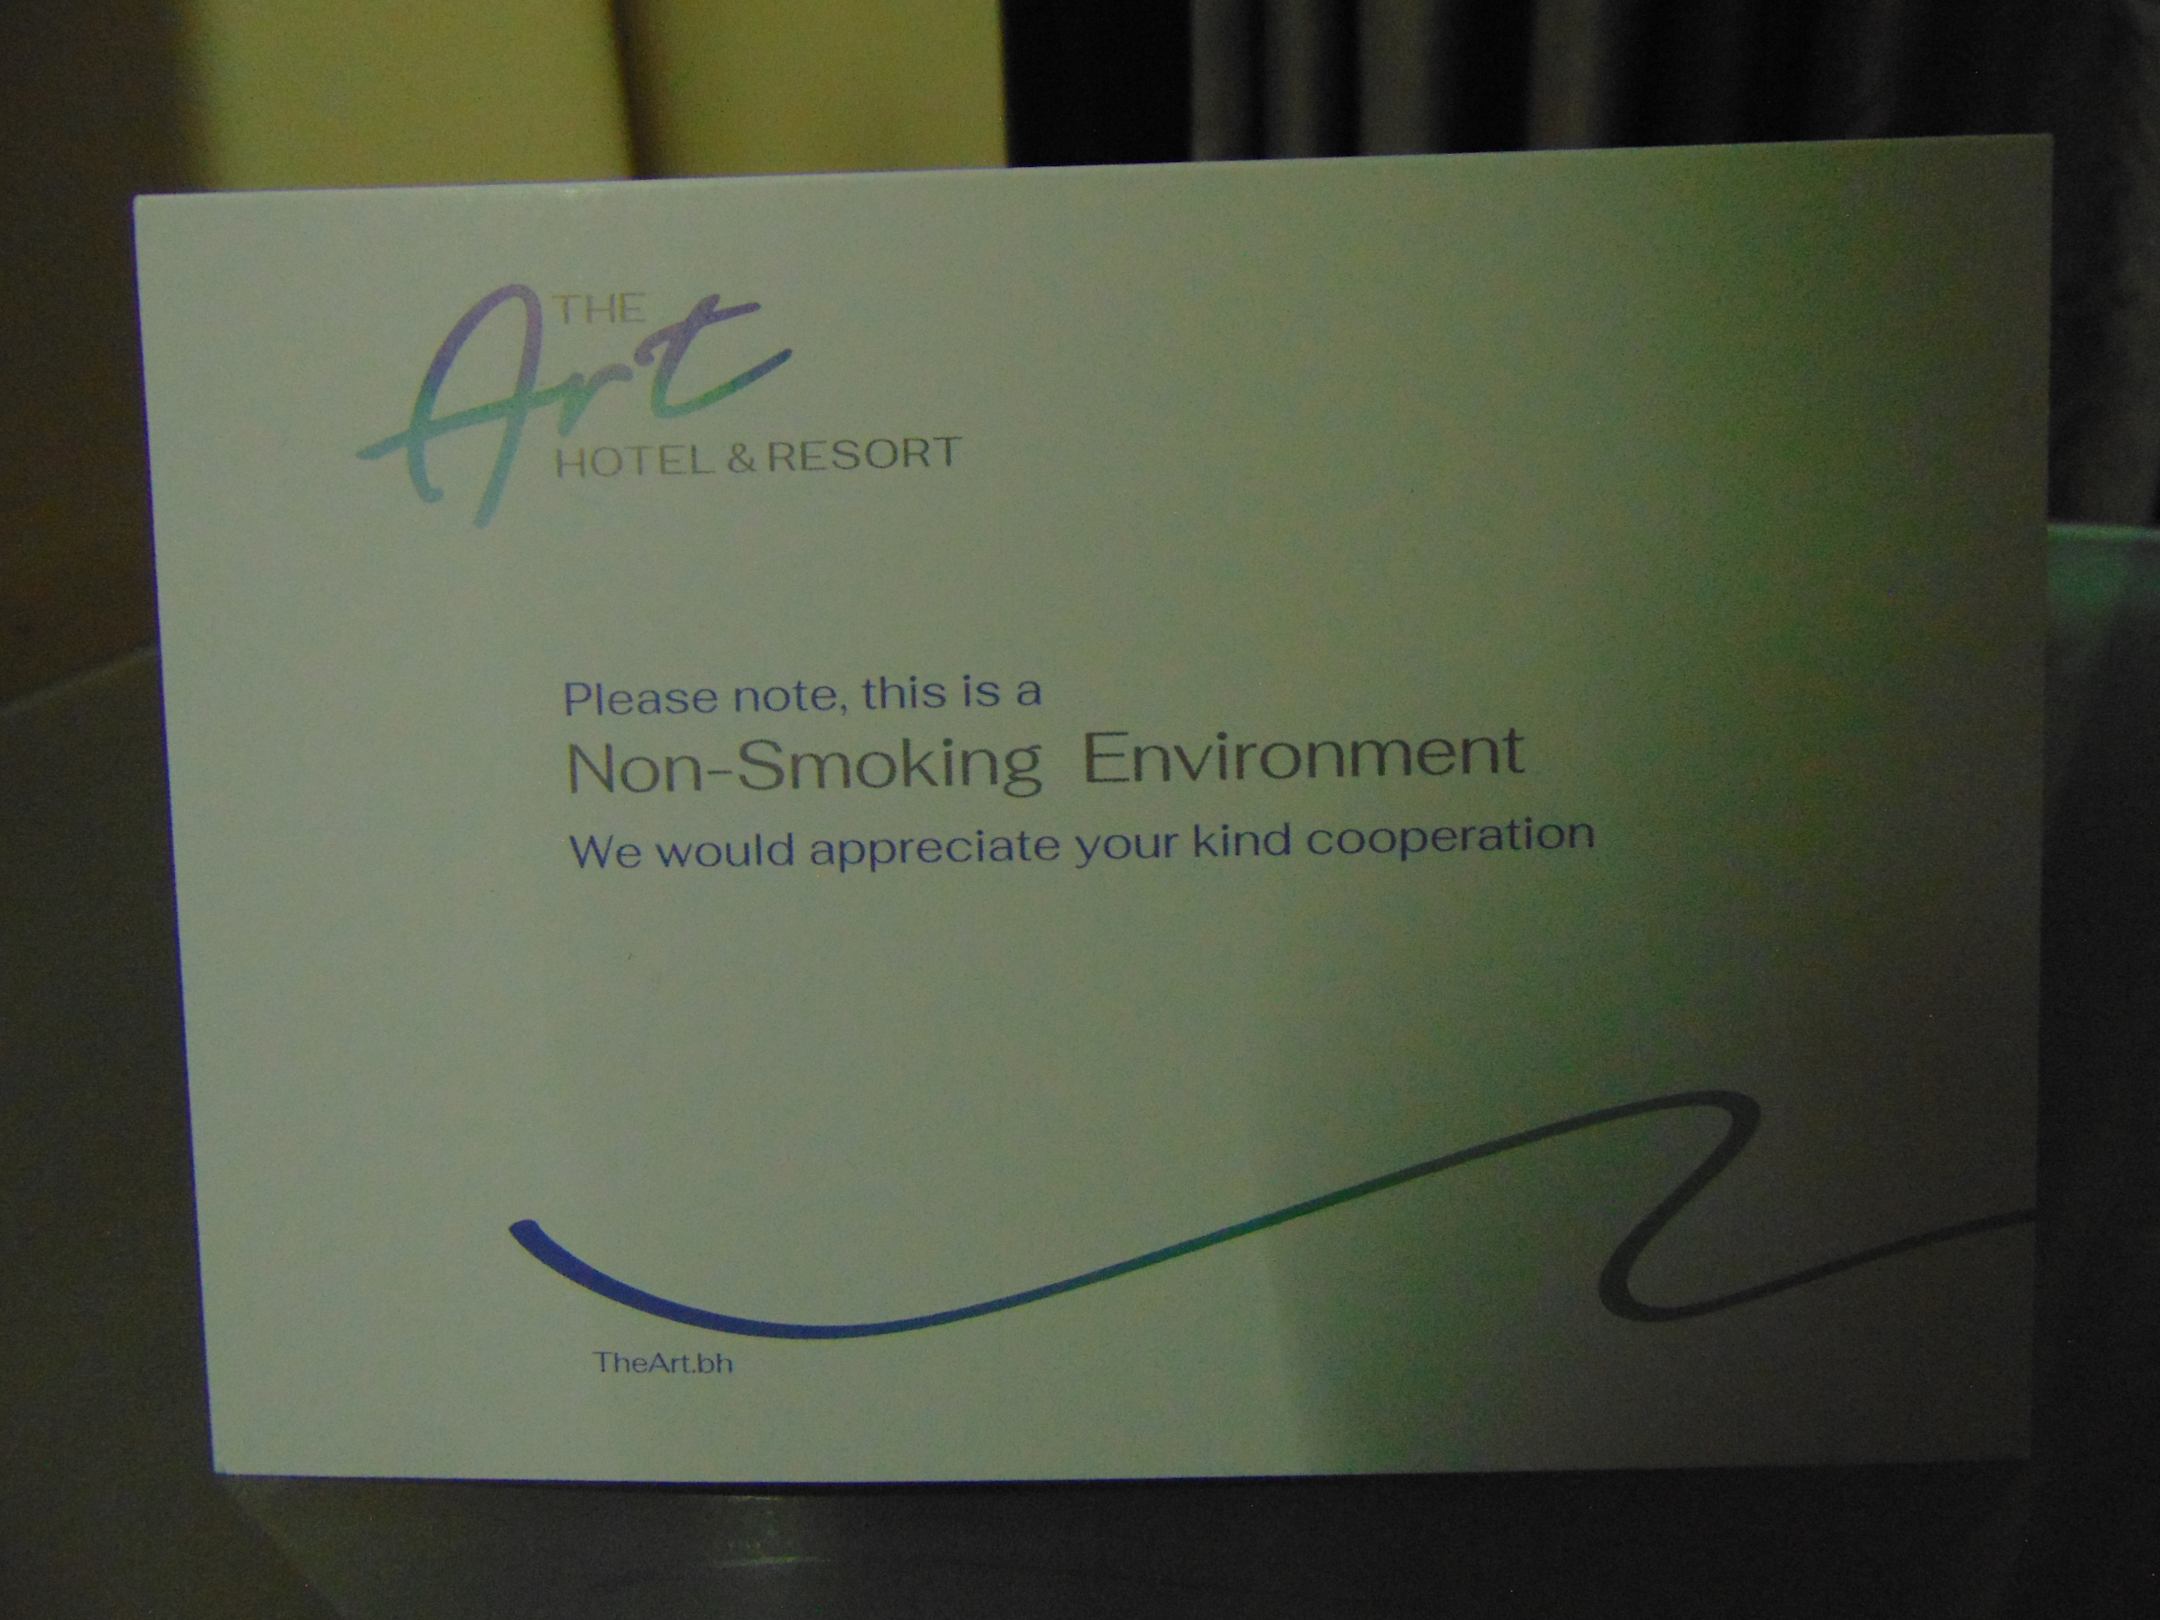 THE
Art
HOTEL & RESORT
Please note, this is a
Non-Smoking Environment
We would appreciate your kind cooperation
TheArt.bh